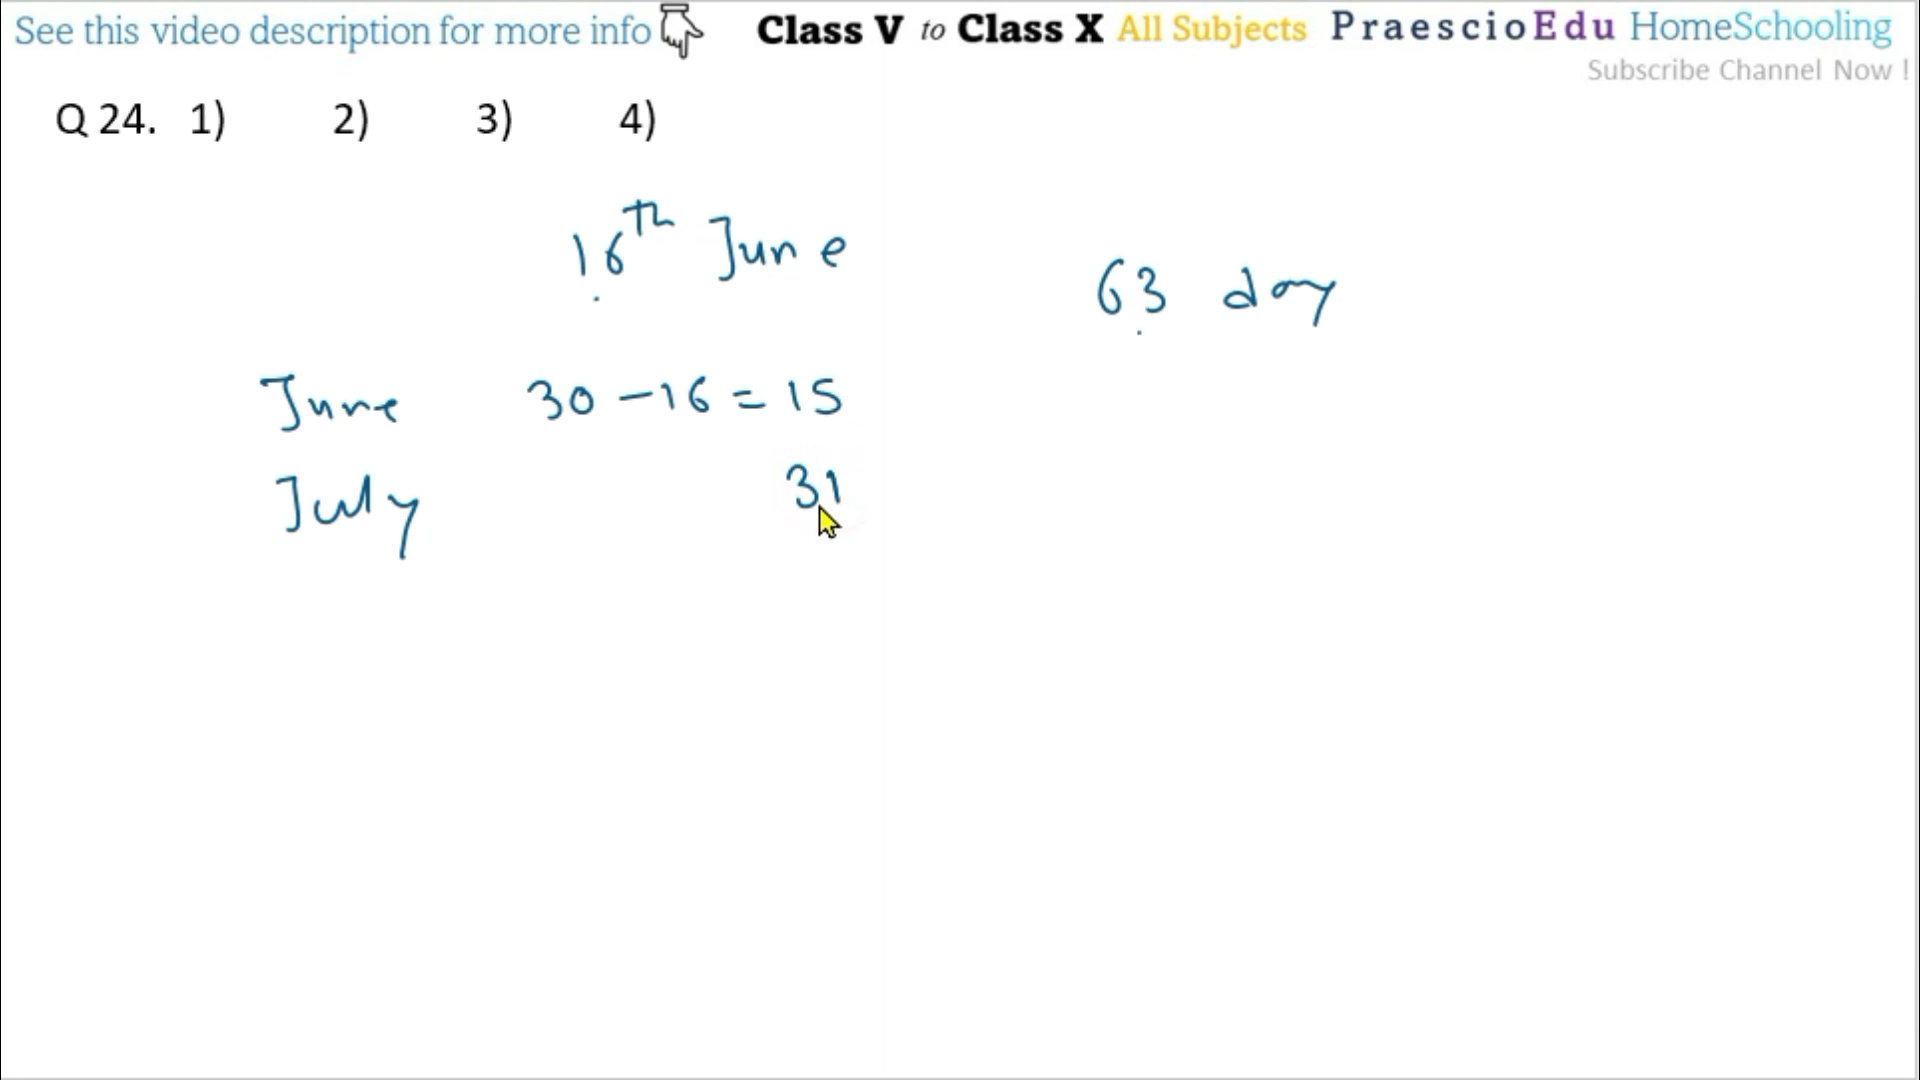 See this video description for more info Class V to Class X All Subjects PraescioEdu HomeSchooling
Subscribe Channel Now !
Q 24. 1) 2) 3) 4)
16th June
63 day
June 30 - 16 = 15
July 31